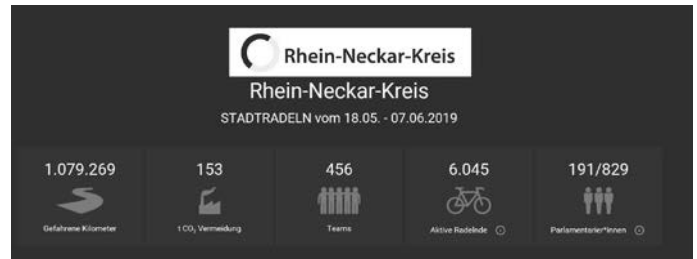 Rhein-Neckar-Kreis
Rhein-Neckar-Kreis
STADTRADELN vom 18.05. - 07.06.2019
1.079.269 153 456 6.045 191/829
Gefahrene Kilometer t CO₂ Vermeidung Teams Aktive Radelnde Parlamentarier*innen